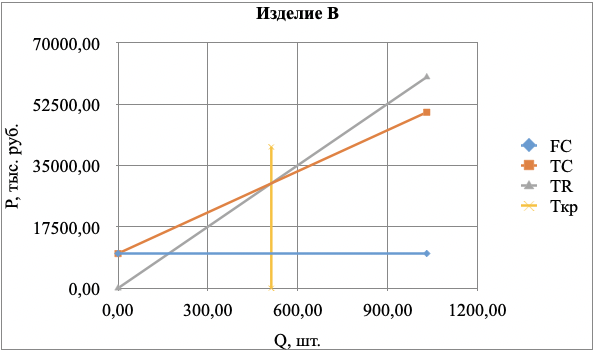 Изделие В
70000,00
52500,00
35000,00
17500,00
0,00
P, тыс. руб.
0,00 300,00 600,00 900,00 1200,00
Q, шт.
FC
TC
TR
Ткр